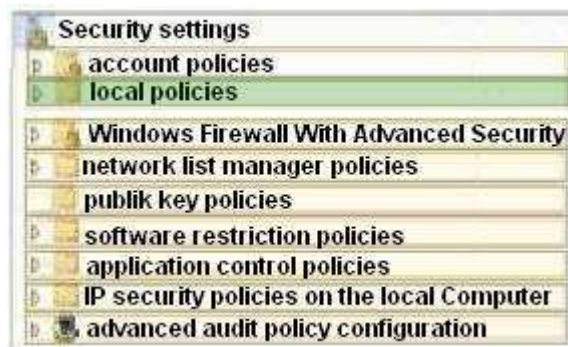 Security settings
account policies
local policies
Windows Firewall With Advanced Security
network list manager policies
publik key policies
software restriction policies
application control policies
IP security policies on the local Computer
advanced audit policy configuration